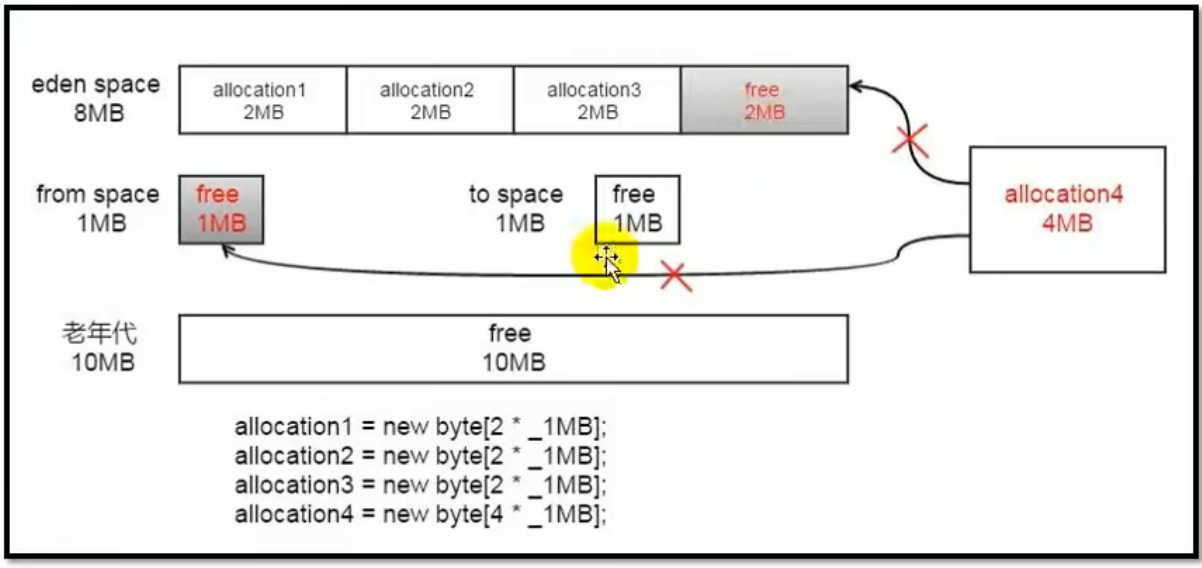 eden space
8MB
allocation1
2MB
allocation2
2MB
allocation3
2MB
free
2MB
from space
1MB
free
1MB
to space
1MB
free
1MB
allocation4
4MB
老年代
10MB
free
10MB
allocation1 = new byte[2 * _1MB];
allocation2 = new byte[2 * _1MB];
allocation3 = new byte[2 * _1MB];
allocation4 = new byte[4 * _1MB];